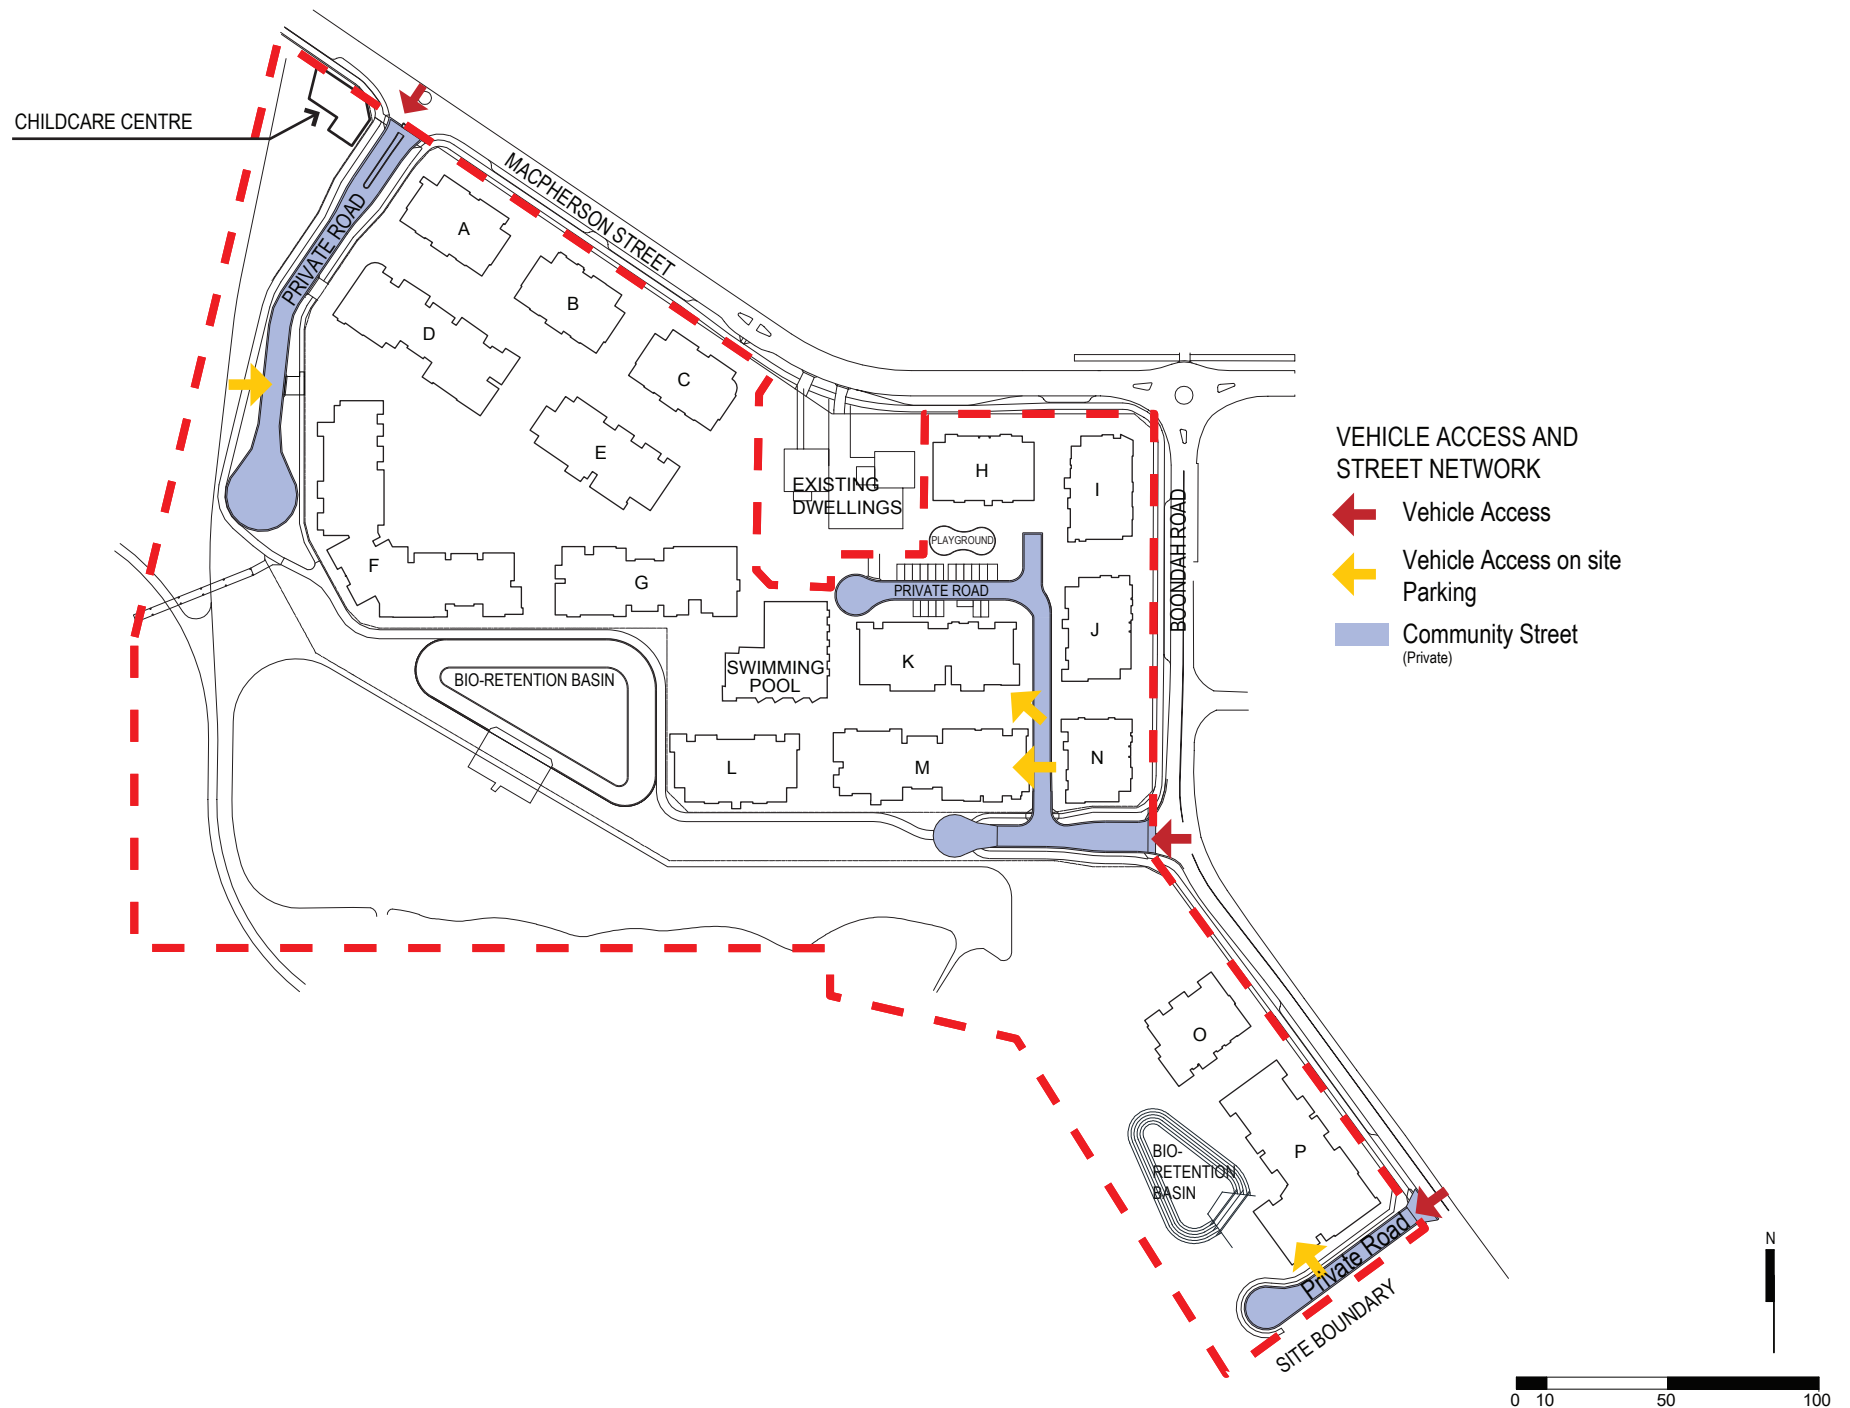 CHILDCARE CENTRE
MACPHERSON STREET
PRIVATE ROAD
A
B
C
D
E
F
G
EXISTING
DWELLINGS
H
I
PLAYGROUND
PRIVATE ROAD
BOONDAH ROAD
J
K
SWIMMING
POOL
BIO-RETENTION BASIN
L
M
N
O
P
BIO-
RETENTION
BASIN
Private Road
SITE BOUNDARY
VEHICLE ACCESS AND
STREET NETWORK
Vehicle Access
Vehicle Access on site
Parking
Community Street
(Private)
N
0 10 50 100